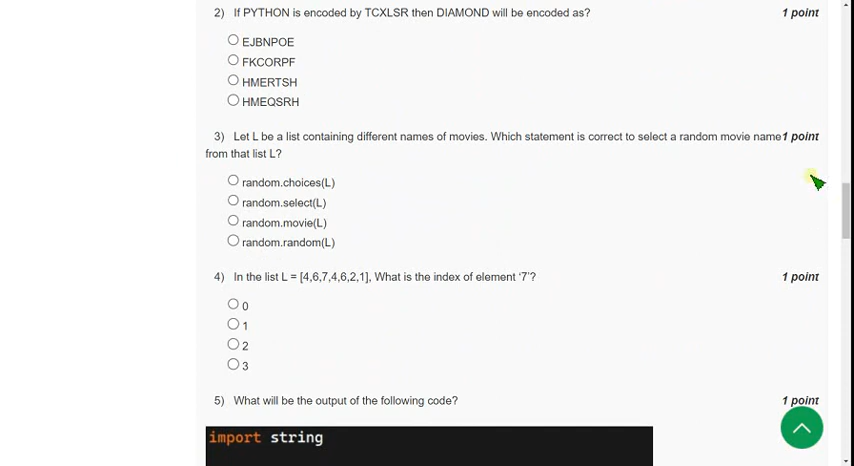 2) If PYTHON is encoded by TCXLSR then DIAMOND will be encoded as? 1 point
EJBNPOE
FKCORPF
HMERTSH
HMEQSRH
3) Let L be a list containing different names of movies. Which statement is correct to select a random movie name 1 point
from that list L?
random.choices(L)
random.select(L)
random.movie(L)
random.random(L)
4) In the list L = [4,6,7,4,6,2,1], What is the index of element ‘7’? 1 point
0
1
2
3
5) What will be the output of the following code? 1 point
import string